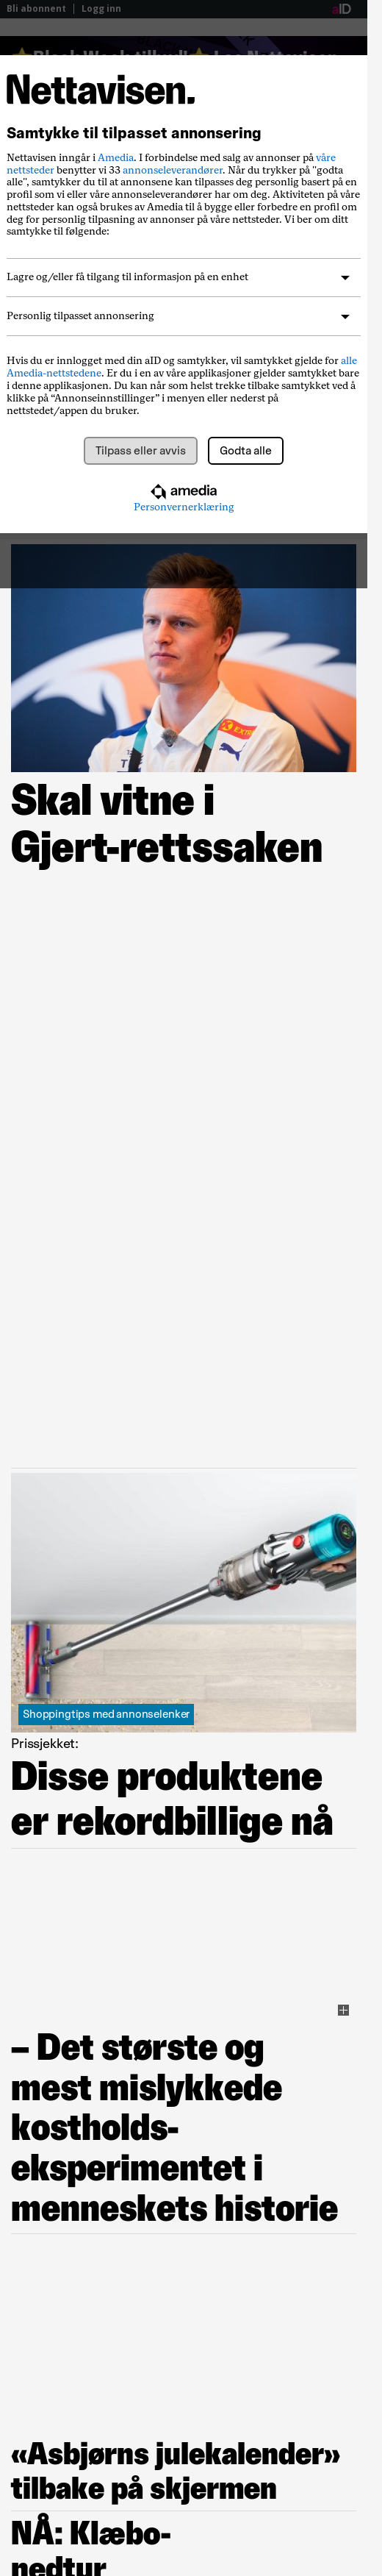 Bli abonnent | Logg inn
aID
Nettavisen.
Samtykke til tilpasset annonsering
Nettavisen inngår i Amedia. I forbindelse med salg av annonser på våre
nettsteder benytter vi 33 annonseleverandører. Når du trykker på "godta
alle", samtykker du til at annonsene kan tilpasses deg personlig basert på en
profil som vi eller våre annonseleverandører har om deg. Aktiviteten på våre
nettsteder kan også brukes av Amedia til å bygge eller forbedre en profil om
deg for personlig tilpasning av annonser på våre nettsteder. Vi ber om ditt
samtykke til følgende:
Lagre og/eller få tilgang til informasjon på en enhet
Personlig tilpasset annonsering
Hvis du er innlogget med din aID og samtykker, vil samtykket gjelde for alle
Amedia-nettstedene. Er du i en av våre applikasjoner gjelder samtykket bare
i denne applikasjonen. Du kan når som helst trekke tilbake samtykket ved å
klikke på “Annonseinnstillinger” i menyen eller nederst på
nettstedet/appen du bruker.
Tilpass eller avvis
Godta alle
amedia
Personvernerklæring
EXTRA
Skal vitne i
Gjert-rettssaken
Shoppingtips med annonselenker
Prissjekket:
Disse produktene
er rekordbillige nå
– Det største og
mest mislykkede
kostholds-
eksperimentet i
menneskets historie
«Asbjørns julekalender»
tilbake på skjermen
NÅ: Klæbo-
nedtur